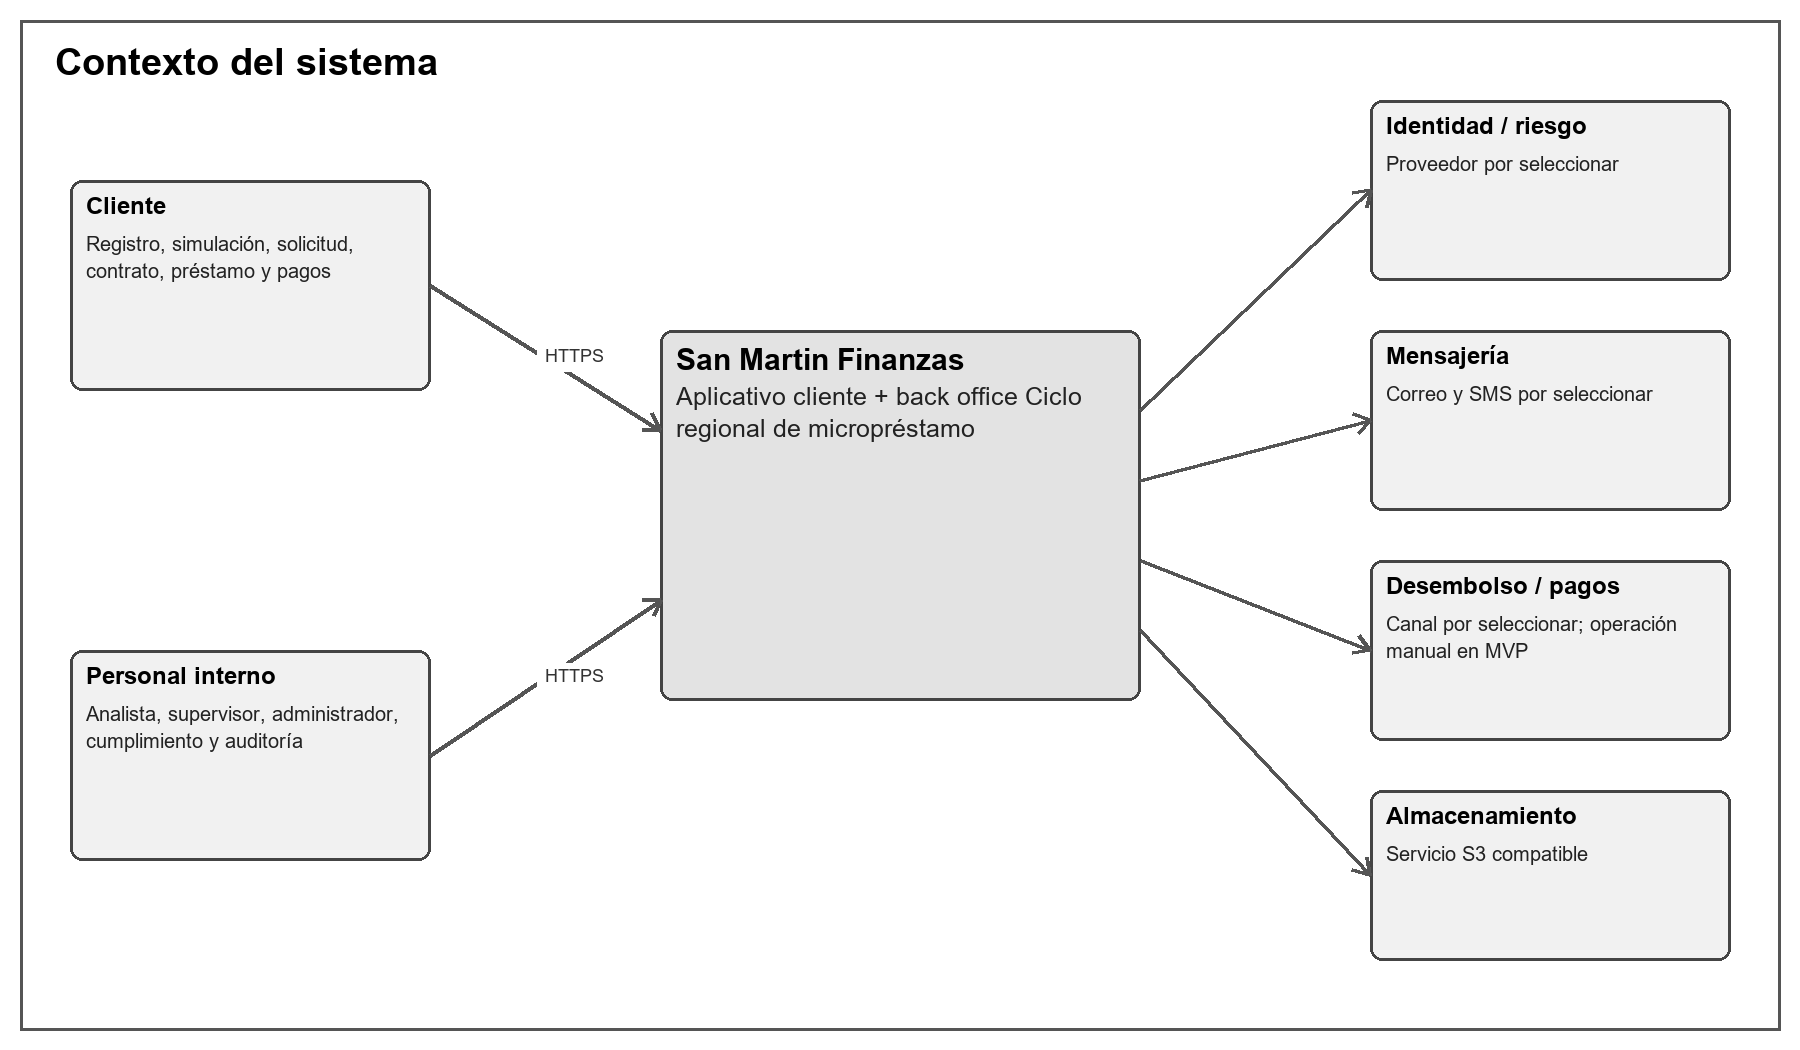 Contexto del sistema
Cliente
Registro, simulación, solicitud,
contrato, préstamo y pagos
HTTPS
Personal interno
Analista, supervisor, administrador,
cumplimiento y auditoría
HTTPS
San Martin Finanzas
Aplicativo cliente + back office Ciclo
regional de micropréstamo
Identidad / riesgo
Proveedor por seleccionar
Mensajería
Correo y SMS por seleccionar
Desembolso / pagos
Canal por seleccionar; operación
manual en MVP
Almacenamiento
Servicio S3 compatible